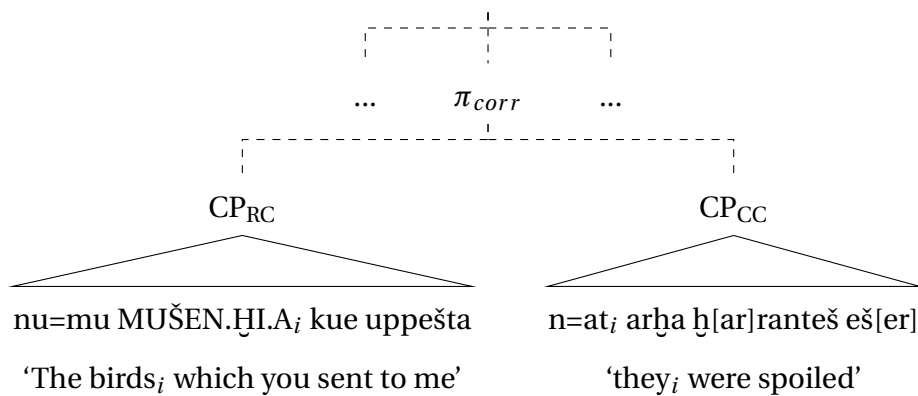 ... π_corr ...
CP_RC CP_CC
nu=mu MUŠEN.ḪI.A_i kue uppešta n=at_i arḫa ḫ[ar]ranteš eš[er]
‘The birds_i which you sent to me’ ‘they_i were spoiled’